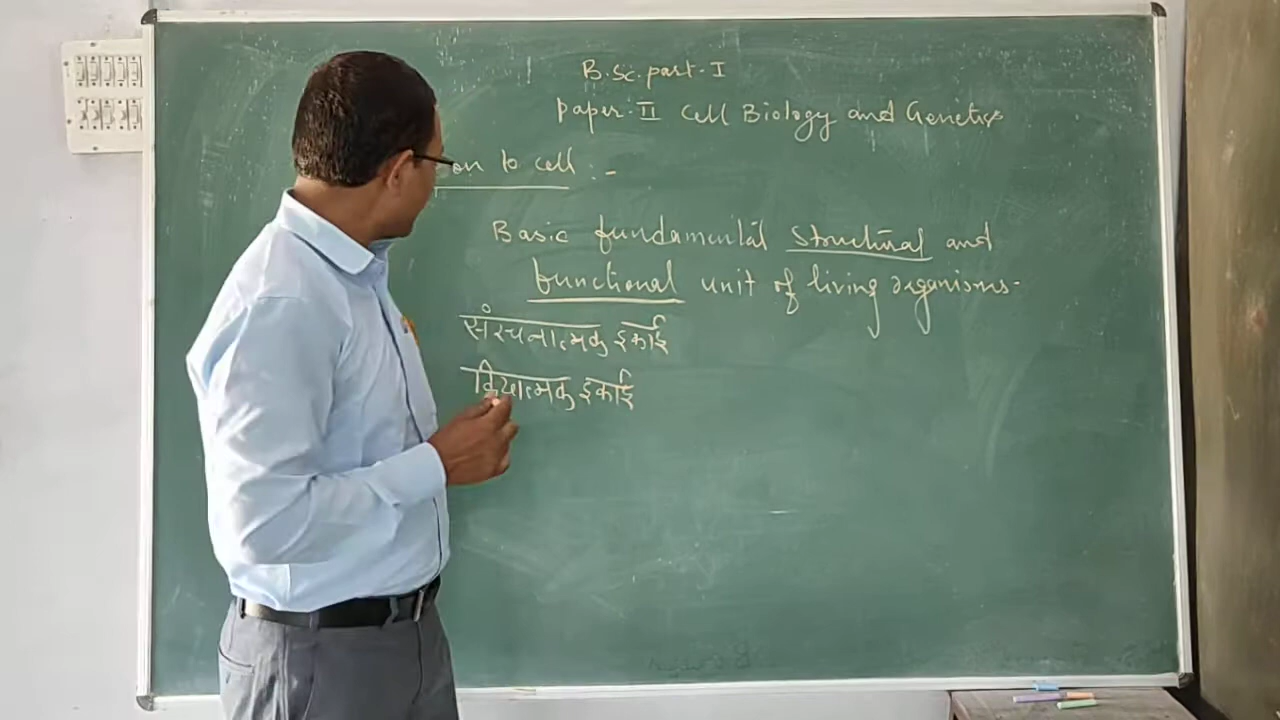 B.Sc. part-I
Paper-II Cell Biology and Genetics
on to cell :-
Basic fundamental structural and
functional unit of living organisms.
संरचनात्मक इकाई
क्रियात्मक इकाई